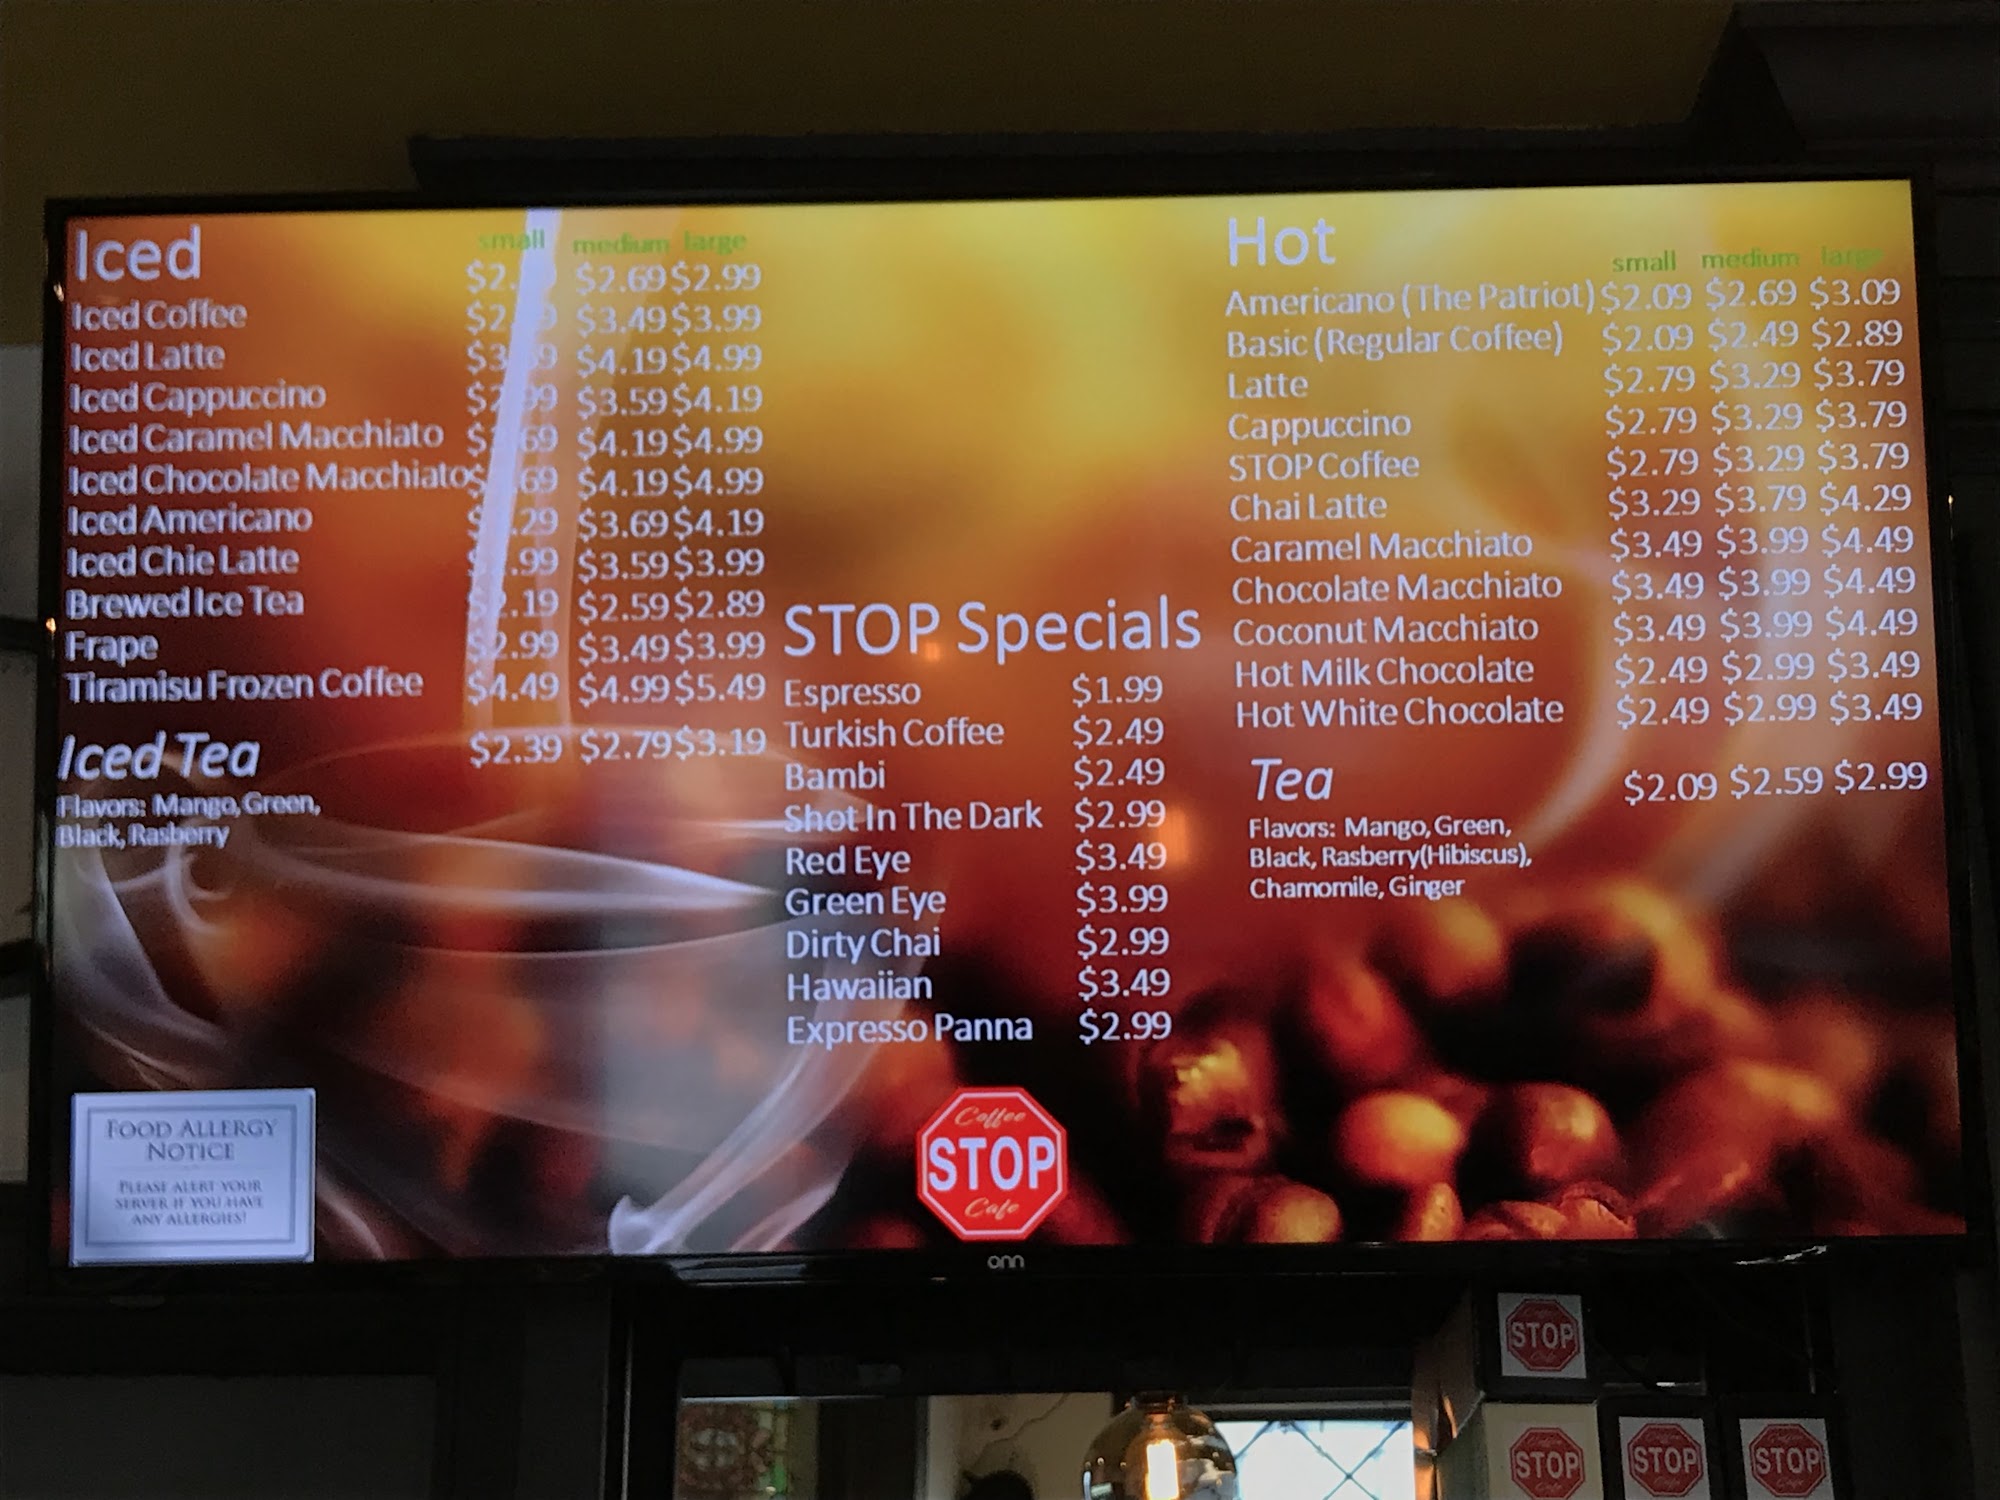 Iced small medium large
$2.69 $2.99
Iced Coffee $3.49 $3.99
Iced Latte $4.19 $4.99
Iced Cappuccino $3.59 $4.19
Iced Caramel Macchiato $4.19 $4.99
Iced Chocolate Macchiato $4.19 $4.99
Iced Americano $3.69 $4.19
Iced Chie Latte $3.59 $3.99
Brewed Ice Tea $2.59 $2.89
Frape $2.99 $3.49 $3.99
Tiramisu Frozen Coffee $4.49 $4.99 $5.49
Iced Tea $2.39 $2.79 $3.19
Flavors: Mango, Green,
Black, Rasberry
FOOD ALLERGY
NOTICE
PLEASE ALERT YOUR
SERVER IF YOU HAVE
ANY ALLERGIES!
STOP Specials
Espresso $1.99
Turkish Coffee $2.49
Bambi $2.49
Shot In The Dark $2.99
Red Eye $3.49
Green Eye $3.99
Dirty Chai $2.99
Hawaiian $3.49
Expresso Panna $2.99
Coffee
STOP
Cafe
onn
Hot
small medium large
Americano (The Patriot) $2.09 $2.69 $3.09
Basic (Regular Coffee) $2.09 $2.49 $2.89
Latte $2.79 $3.29 $3.79
Cappuccino $2.79 $3.29 $3.79
STOP Coffee $2.79 $3.29 $3.79
Chai Latte $3.29 $3.79 $4.29
Caramel Macchiato $3.49 $3.99 $4.49
Chocolate Macchiato $3.49 $3.99 $4.49
Coconut Macchiato $3.49 $3.99 $4.49
Hot Milk Chocolate $2.49 $2.99 $3.49
Hot White Chocolate $2.49 $2.99 $3.49
Tea $2.09 $2.59 $2.99
Flavors: Mango, Green,
Black, Rasberry(Hibiscus),
Chamomile, Ginger
STOP
STOP
STOP
STOP